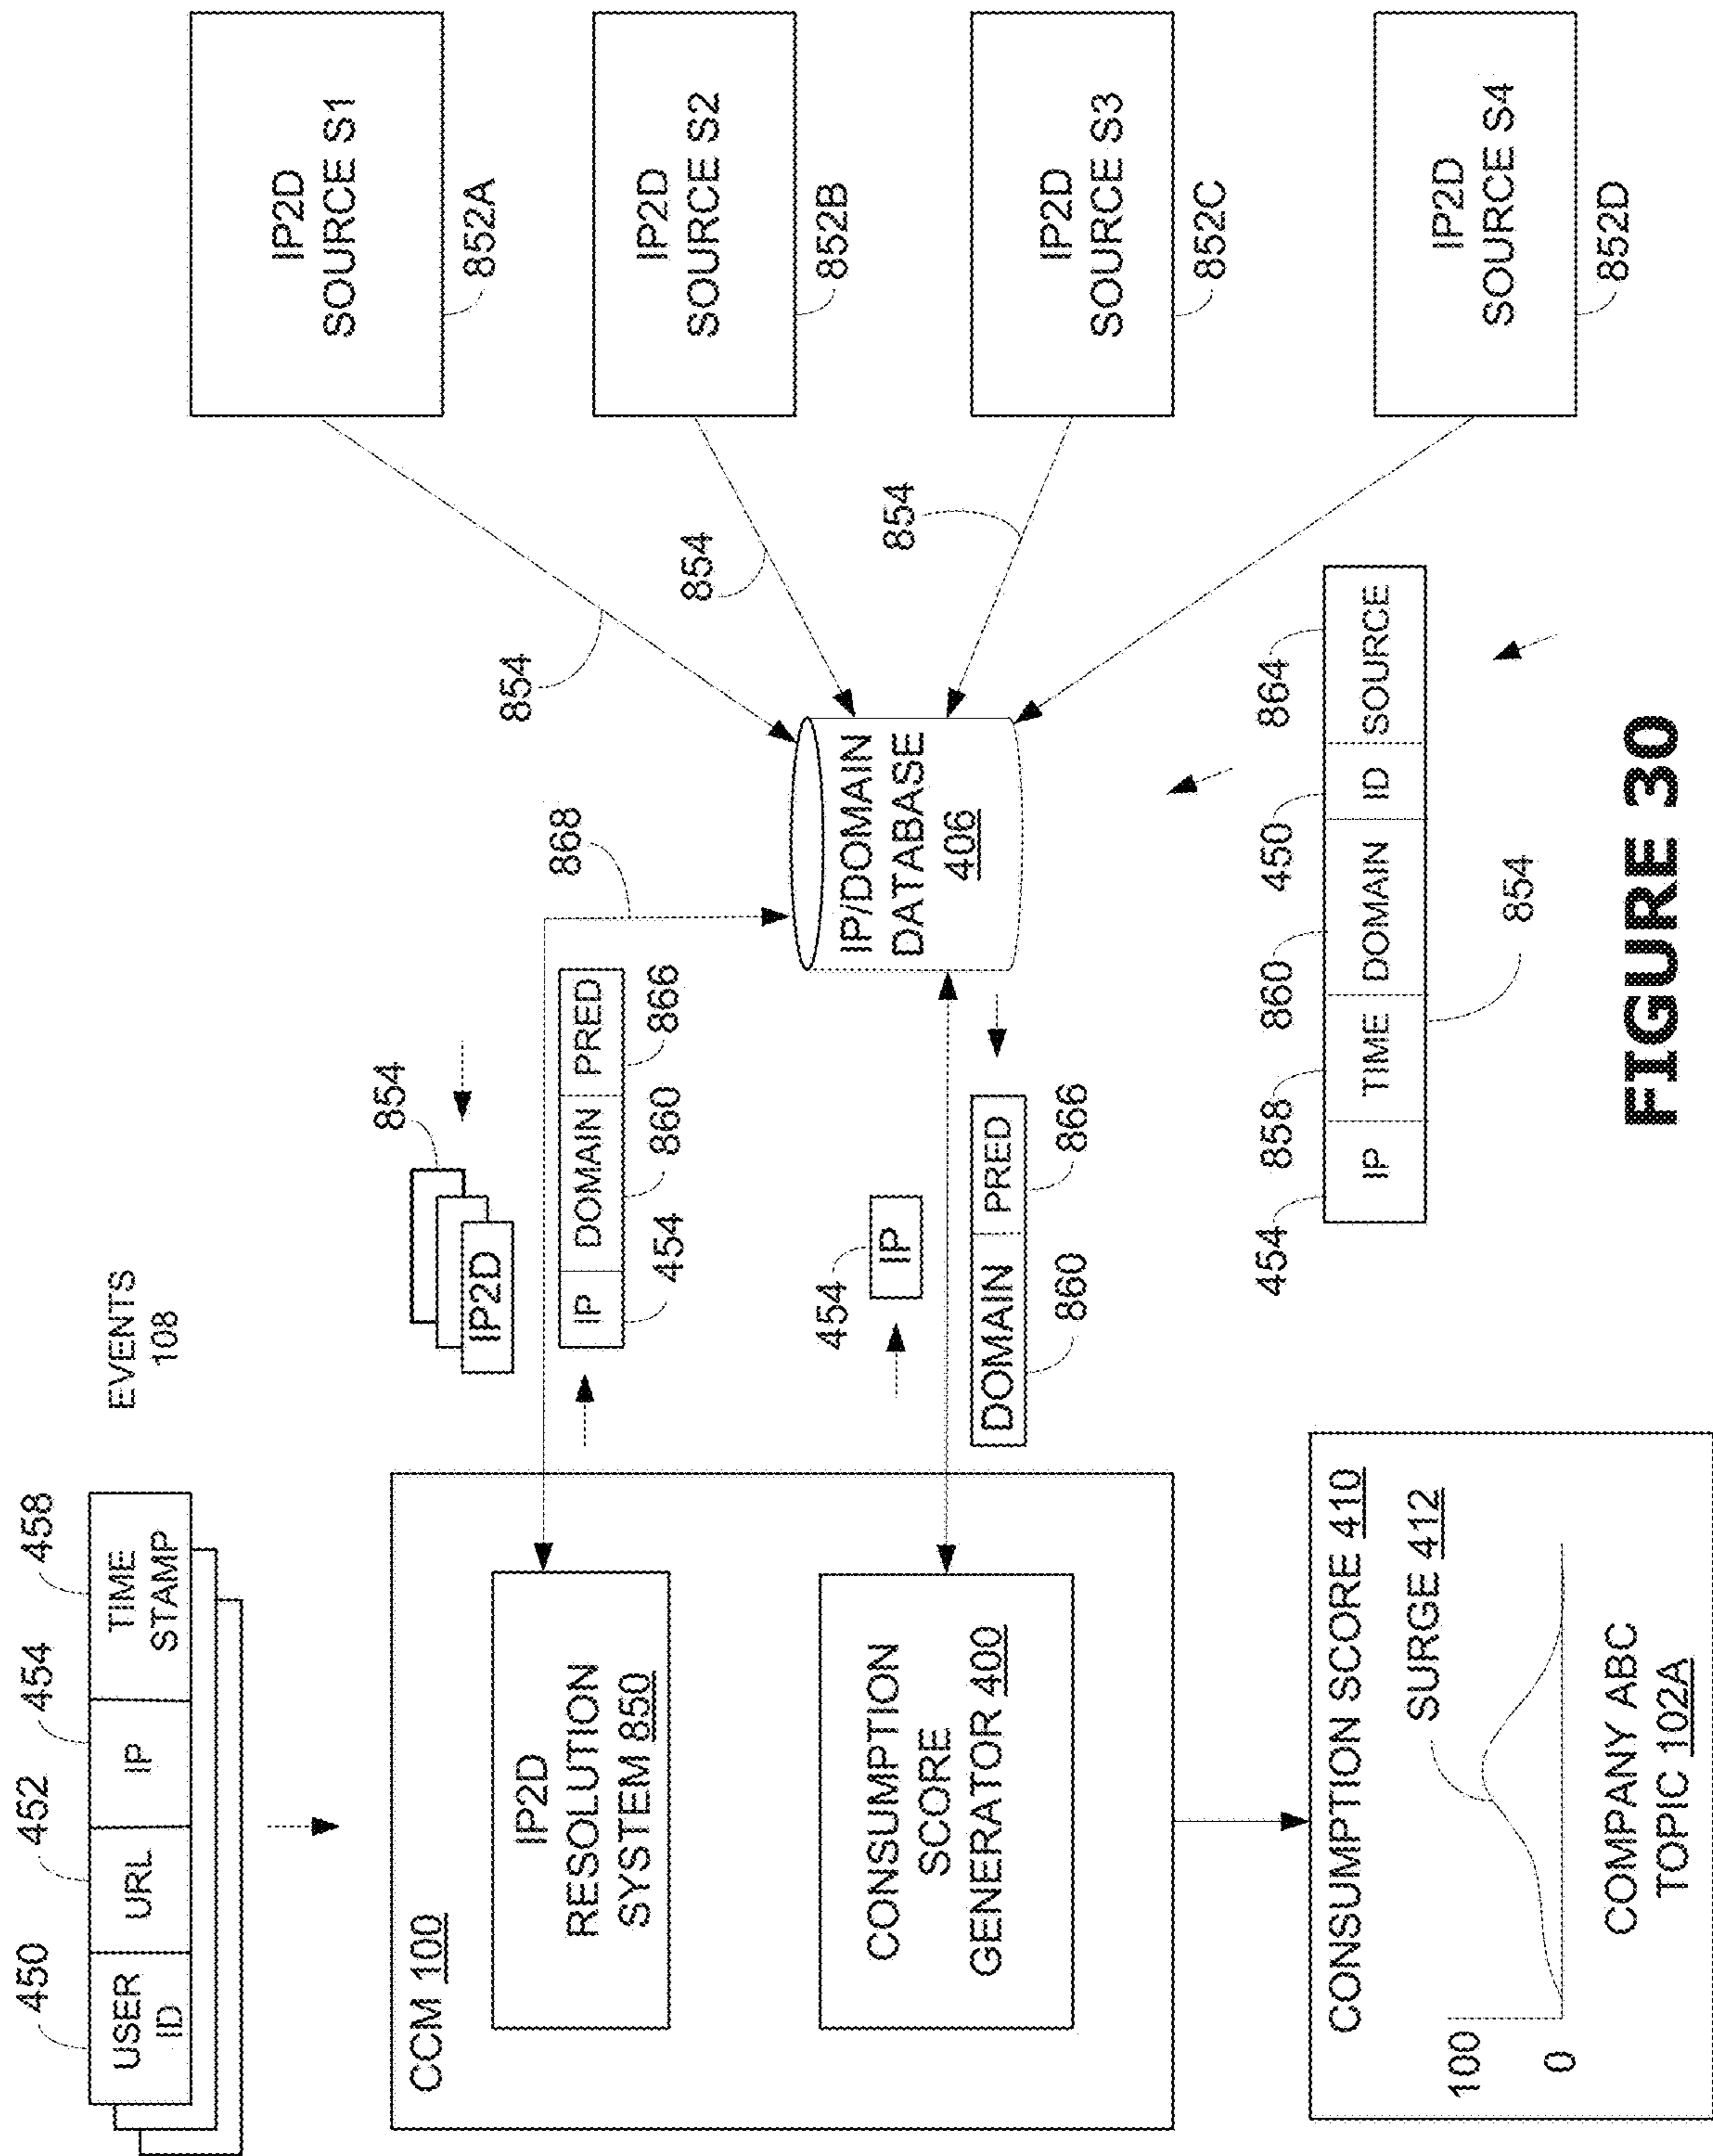 450
452
454
458
USER
ID
URL
IP
TIME
STAMP
EVENTS
108
CCM 100
IP2D
RESOLUTION
SYSTEM 850
CONSUMPTION
SCORE
GENERATOR 400
854
IP2D
IP
DOMAIN
PRED
454
860
866
868
454
IP
DOMAIN
PRED
860
866
IP/DOMAIN
DATABASE
406
854
854
854
IP2D
SOURCE S1
852A
IP2D
SOURCE S2
852B
IP2D
SOURCE S3
852C
IP2D
SOURCE S4
852D
CONSUMPTION SCORE 410
SURGE 412
100
0
COMPANY ABC
TOPIC 102A
454
858
860
450
864
IP
TIME
DOMAIN
ID
SOURCE
854
FIGURE 30